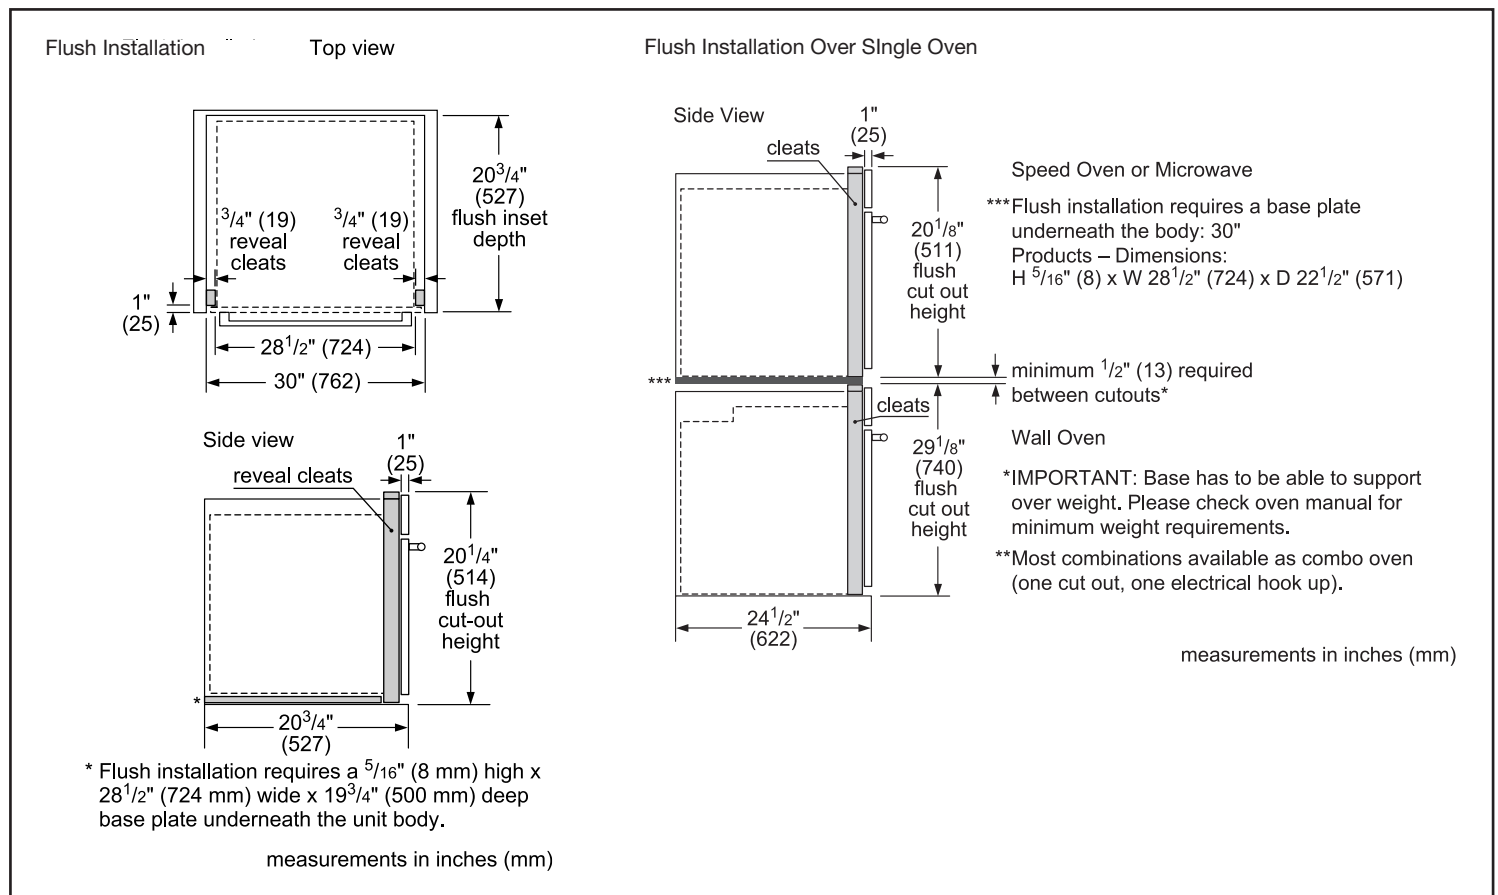 Flush Installation
Top view
20 3/4"
(527)
flush inset
depth
3/4" (19)
reveal
cleats
3/4" (19)
reveal
cleats
1"
(25)
28 1/2" (724)
30" (762)
Side view
1"
(25)
reveal cleats
20 1/4"
(514)
flush
cut-out
height
*
20 3/4"
(527)
* Flush installation requires a 5/16" (8 mm) high x
28 1/2" (724 mm) wide x 19 3/4" (500 mm) deep
base plate underneath the unit body.
measurements in inches (mm)
Flush Installation Over SIngle Oven
Side View
1"
(25)
cleats
20 1/8"
(511)
flush
cut out
height
***
cleats
29 1/8"
(740)
flush
cut out
height
24 1/2"
(622)
Speed Oven or Microwave
***Flush installation requires a base plate
underneath the body: 30"
Products – Dimensions:
H 5/16" (8) x W 28 1/2" (724) x D 22 1/2" (571)
minimum 1/2" (13) required
between cutouts*
Wall Oven
*IMPORTANT: Base has to be able to support
over weight. Please check oven manual for
minimum weight requirements.
**Most combinations available as combo oven
(one cut out, one electrical hook up).
measurements in inches (mm)